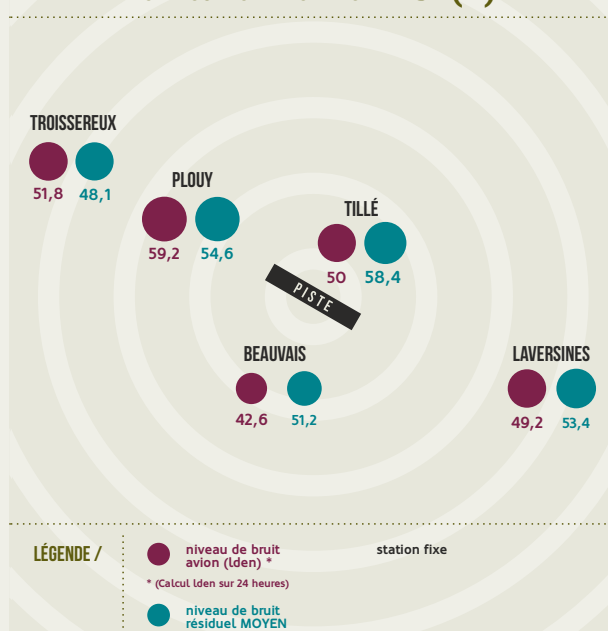 TROISSEREUX
51,8 48,1
PLOUY
59,2 54,6
TILLÉ
50 58,4
PISTE
BEAUVAIS
42,6 51,2
LAVERSINES
49,2 53,4
LÉGENDE /
niveau de bruit
avion (lden) *
* (Calcul lden sur 24 heures)
niveau de bruit
résiduel MOYEN
station fixe